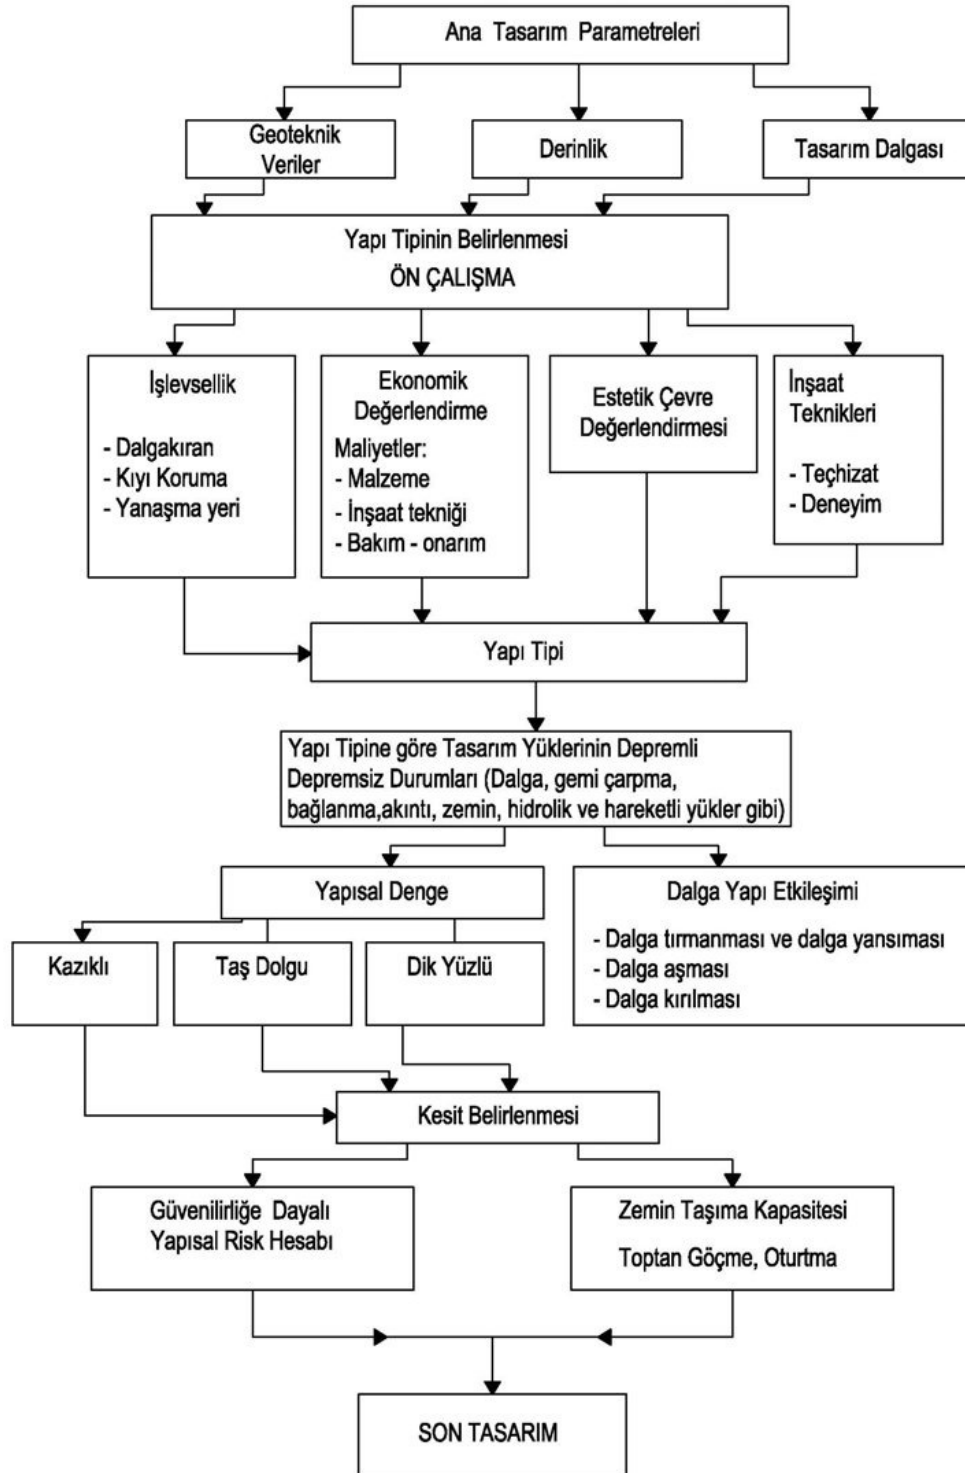 Ana Tasarım Parametreleri
Geoteknik
Veriler
Derinlik
Tasarım Dalgası
Yapı Tipinin Belirlenmesi
ÖN ÇALIŞMA
İşlevsellik
- Dalgakıran
- Kıyı Koruma
- Yanaşma yeri
Ekonomik
Değerlendirme
Maliyetler:
- Malzeme
- İnşaat tekniği
- Bakım - onarım
Estetik Çevre
Değerlendirmesi
İnşaat
Teknikleri
- Teçhizat
- Deneyim
Yapı Tipi
Yapı Tipine göre Tasarım Yüklerinin Depremli
Depremsiz Durumları (Dalga, gemi çarpma,
bağlanma,akıntı, zemin, hidrolik ve hareketli yükler gibi)
Yapısal Denge
Dalga Yapı Etkileşimi
- Dalga tırmanması ve dalga yansıması
- Dalga aşması
- Dalga kırılması
Kazıklı
Taş Dolgu
Dik Yüzlü
Kesit Belirlenmesi
Güvenilirliğe Dayalı
Yapısal Risk Hesabı
Zemin Taşıma Kapasitesi
Toptan Göçme, Oturtma
SON TASARIM